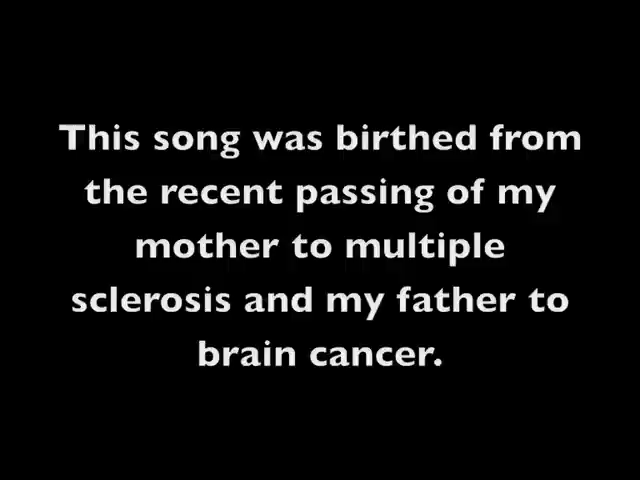 This song was birthed from
the recent passing of my
mother to multiple
sclerosis and my father to
brain cancer.